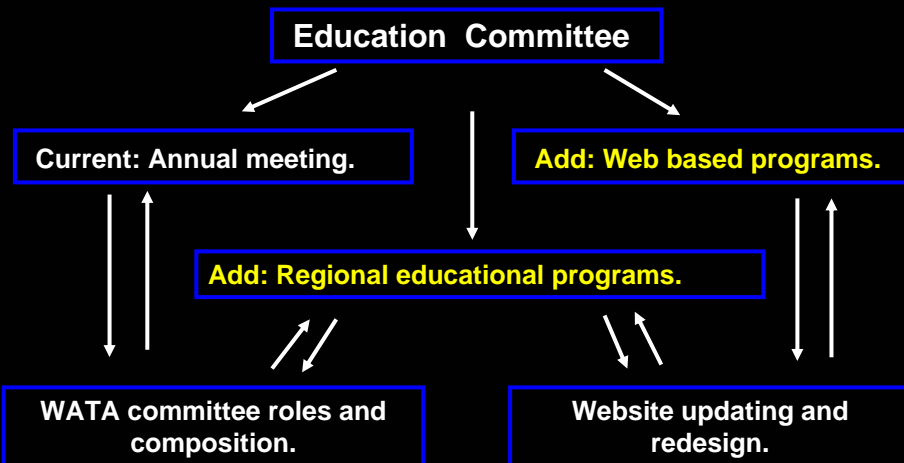 Education Committee
Current: Annual meeting.
Add: Web based programs.
Add: Regional educational programs.
WATA committee roles and
composition.
Website updating and
redesign.